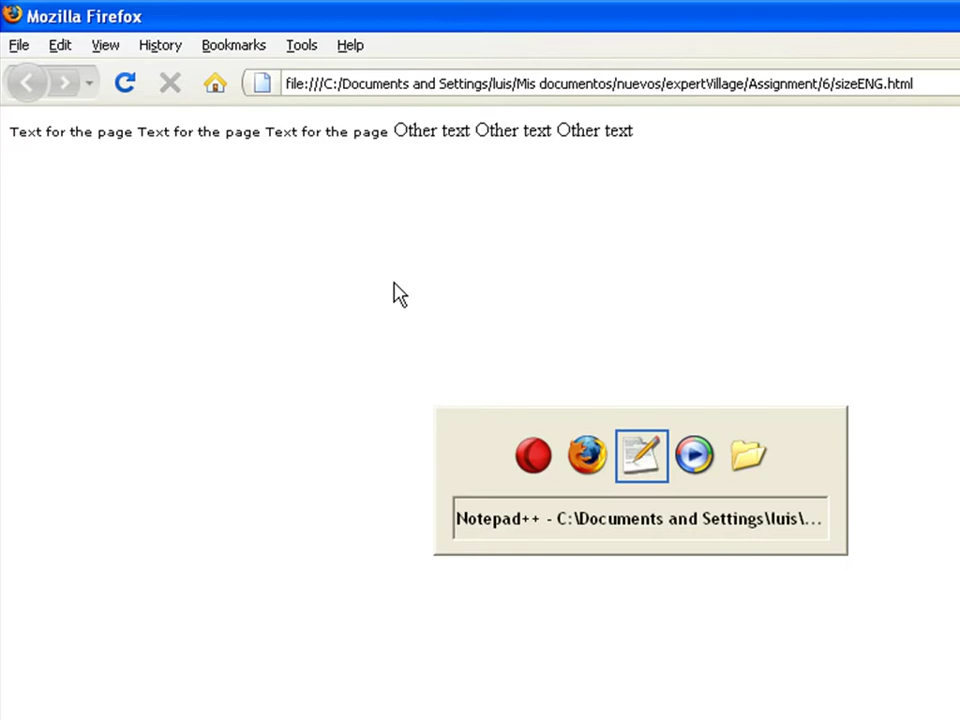 Mozilla Firefox
File Edit View History Bookmarks Tools Help
file:///C:/Documents and Settings/luis/Mis documentos/nuevos/expertVillage/Assignment/6/sizeENG.html
Text for the page Text for the page Text for the page Other text Other text Other text
Notepad++ - C:\Documents and Settings\luis\...